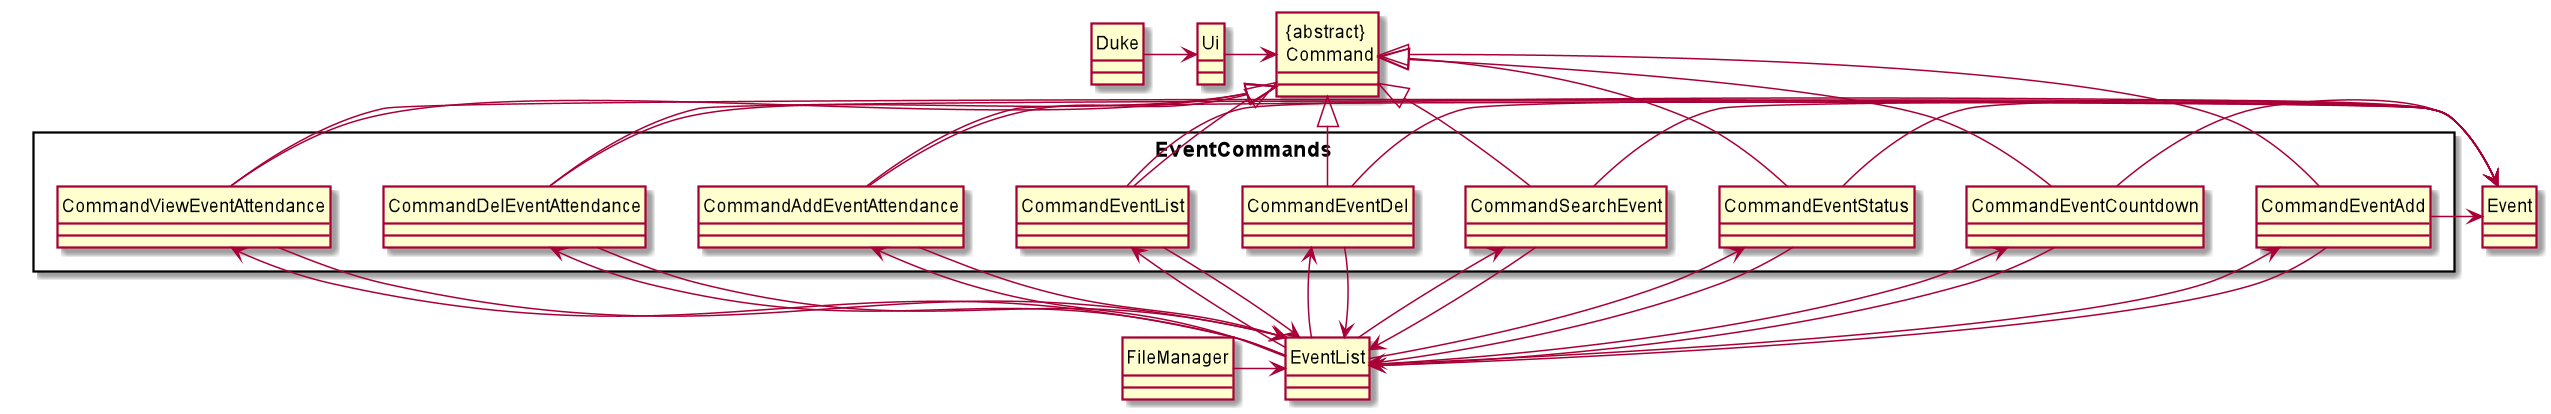 Duke
Ui
{abstract}
Command
EventCommands
CommandViewEventAttendance
CommandDelEventAttendance
CommandAddEventAttendance
CommandEventList
CommandEventDel
CommandSearchEvent
CommandEventStatus
CommandEventCountdown
CommandEventAdd
Event
FileManager
EventList